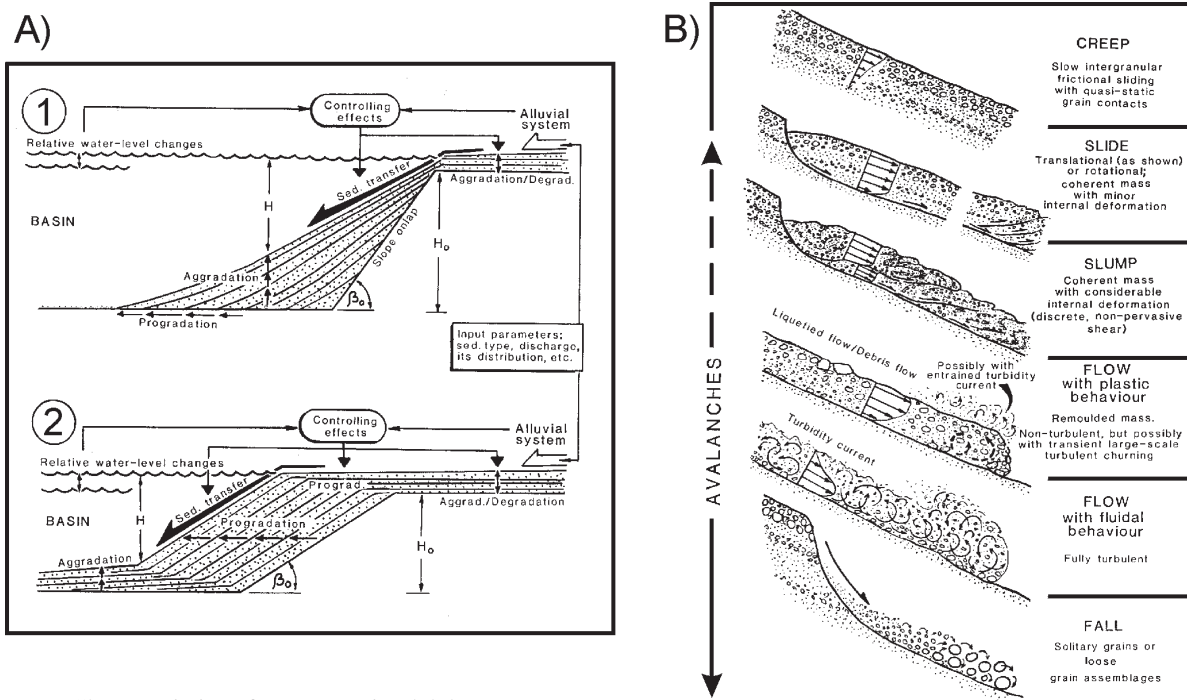 A)
1
Controlling
effects
Alluvial
system
Relative water-level changes
Sed. transfer
Aggradation/Degrad.
H
BASIN
Slope onlap
H₀
Aggradation
β₀
Progradation
Input parameters;
sed. type, discharge,
its distribution, etc.
2
Controlling
effects
Alluvial
system
Relative water-level changes
Sed. transfer
Prograd.
Aggrad./Degradation
H
BASIN
Progradation
H₀
Aggradation
β₀
B)
AVALANCHES
CREEP
Slow intergranular
frictional sliding
with quasi-static
grain contacts
SLIDE
Translational (as shown)
or rotational;
coherent mass
with minor
internal deformation
SLUMP
Coherent mass
with considerable
internal deformation
(discrete, non-pervasive
shear)
Liquefied flow/Debris flow
Possibly with
entrained turbidity
current
FLOW
with plastic
behaviour
Remoulded mass.
Non-turbulent, but possibly
with transient large-scale
turbulent churning
Turbidity current
FLOW
with fluidal
behaviour
Fully turbulent
FALL
Solitary grains or
loose
grain assemblages